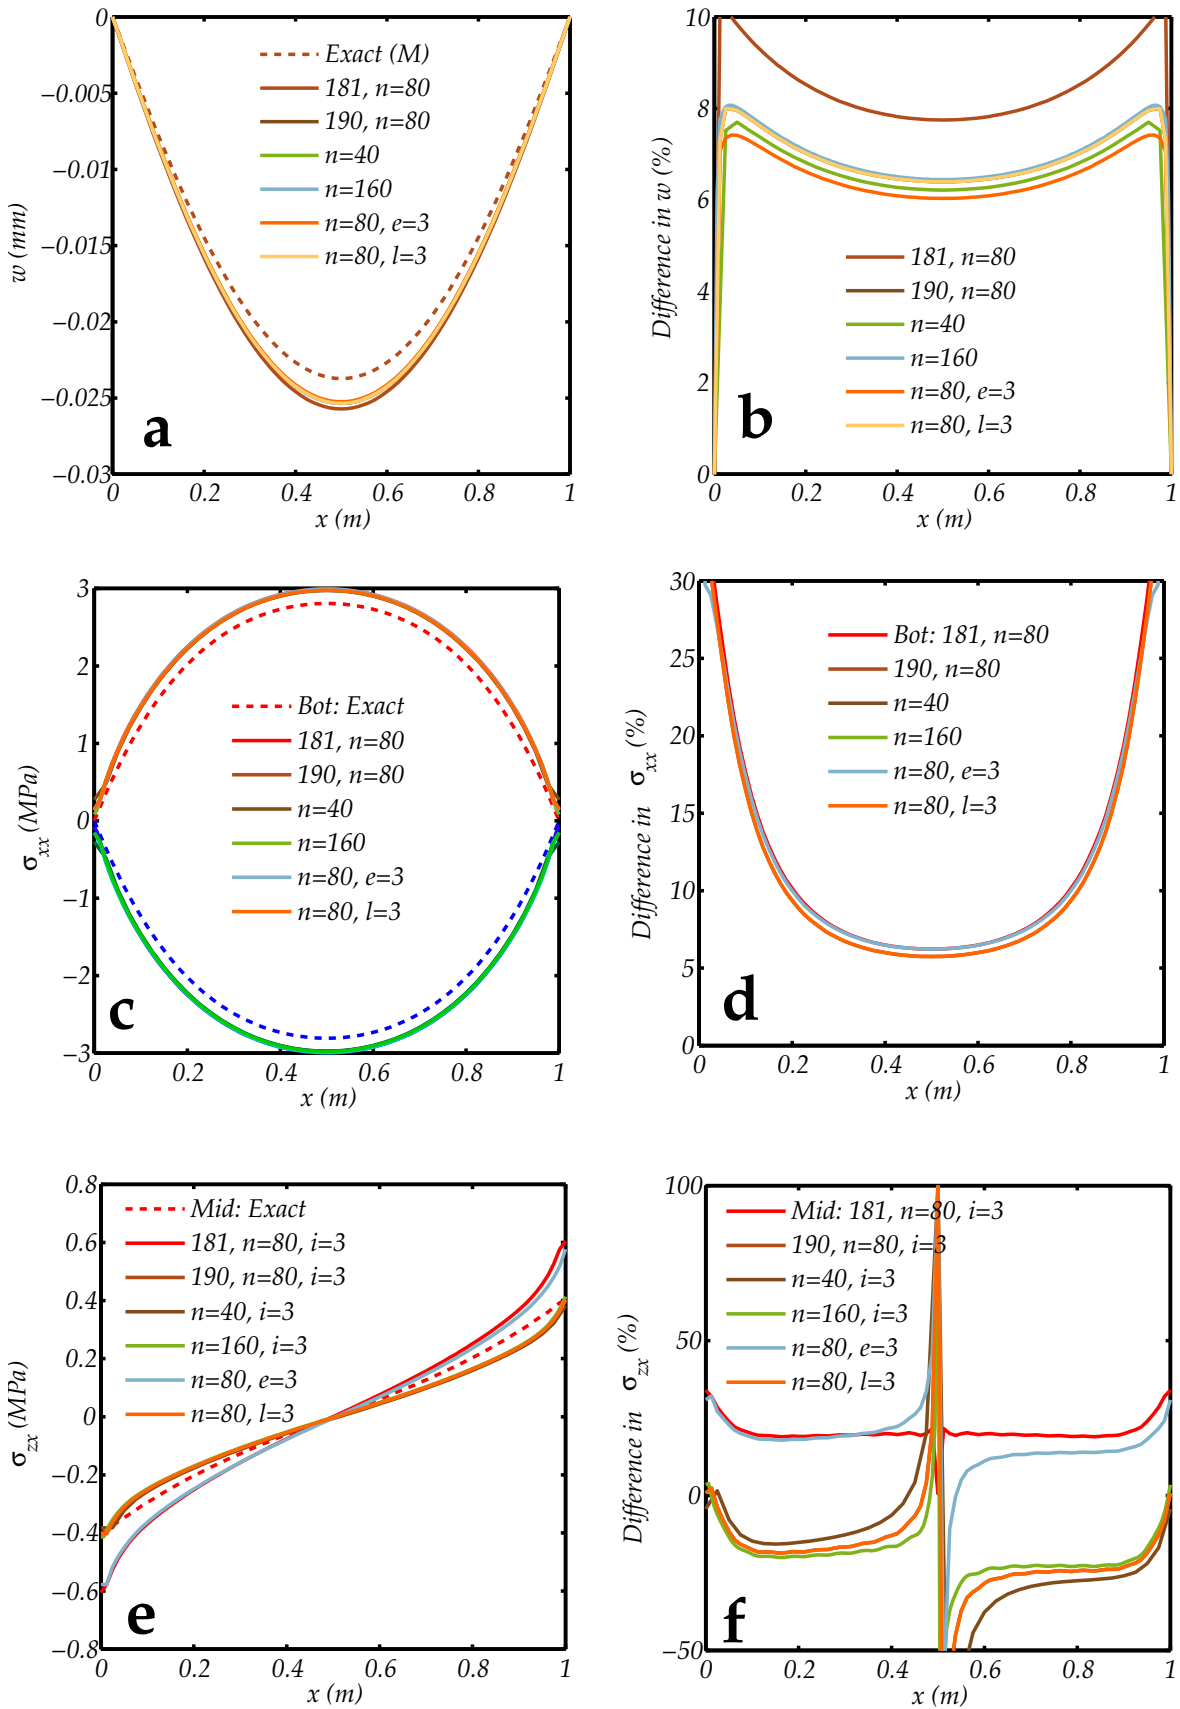 0
−0.005
−0.01
−0.015
−0.02
−0.025
−0.03
w (mm)
Exact (M)
181, n=80
190, n=80
n=40
n=160
n=80, e=3
n=80, l=3
a
0 0.2 0.4 0.6 0.8 1
x (m)
10
8
6
4
2
0
Difference in w (%)
181, n=80
190, n=80
n=40
n=160
n=80, e=3
n=80, l=3
b
0 0.2 0.4 0.6 0.8 1
x (m)
3
2
1
0
−1
−2
−3
σxx (MPa)
Bot: Exact
181, n=80
190, n=80
n=40
n=160
n=80, e=3
n=80, l=3
c
0 0.2 0.4 0.6 0.8 1
x (m)
30
25
20
15
10
5
0
Difference in σxx (%)
Bot: 181, n=80
190, n=80
n=40
n=160
n=80, e=3
n=80, l=3
d
0 0.2 0.4 0.6 0.8 1
x (m)
0.8
0.6
0.4
0.2
0
−0.2
−0.4
−0.6
−0.8
σzx (MPa)
Mid: Exact
181, n=80, i=3
190, n=80, i=3
n=40, i=3
n=160, i=3
n=80, e=3
n=80, l=3
e
0 0.2 0.4 0.6 0.8 1
x (m)
100
50
0
−50
Difference in σzx (%)
Mid: 181, n=80, i=3
190, n=80, i=3
n=40, i=3
n=160, i=3
n=80, e=3
n=80, l=3
f
0 0.2 0.4 0.6 0.8 1
x (m)